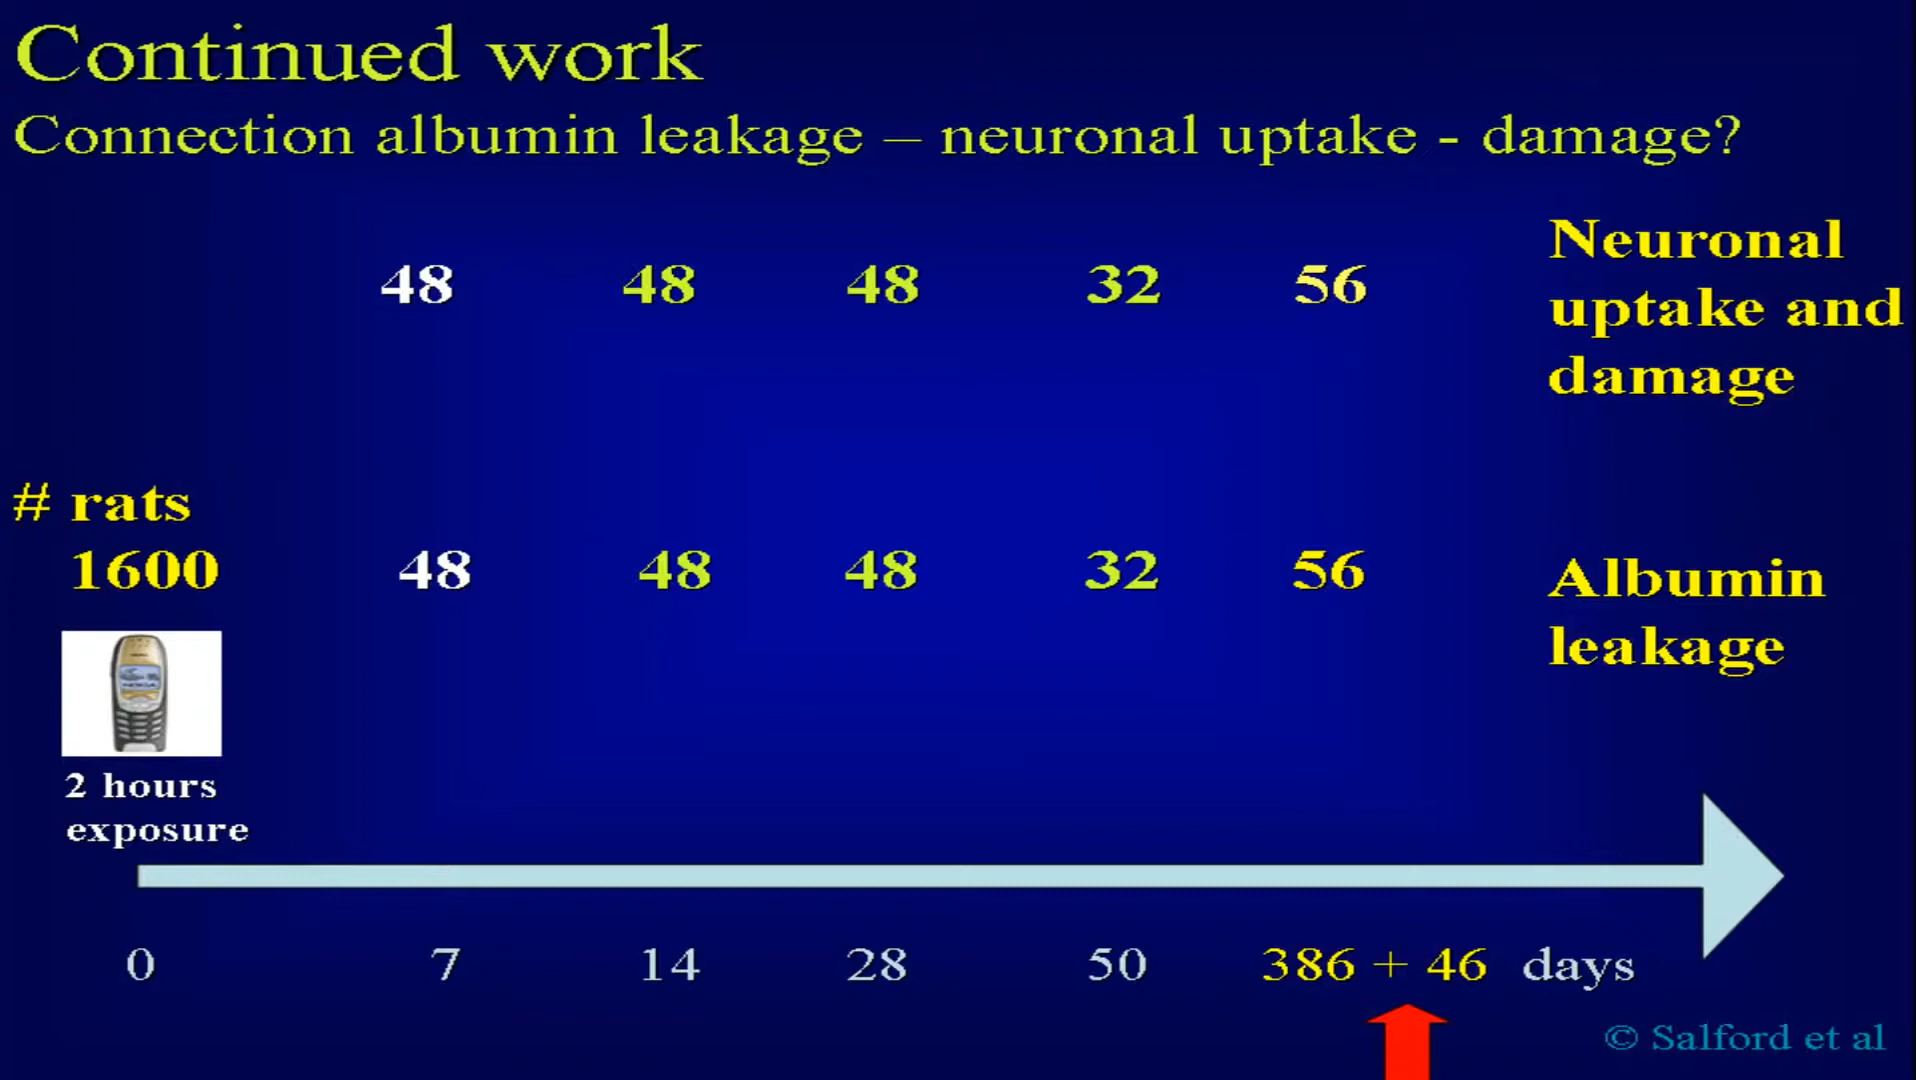 Continued work
Connection albumin leakage – neuronal uptake - damage?
48 48 48 32 56
Neuronal
uptake and
damage
# rats
1600
48 48 48 32 56
Albumin
leakage
2 hours
exposure
0 7 14 28 50 386 + 46 days
© Salford et al